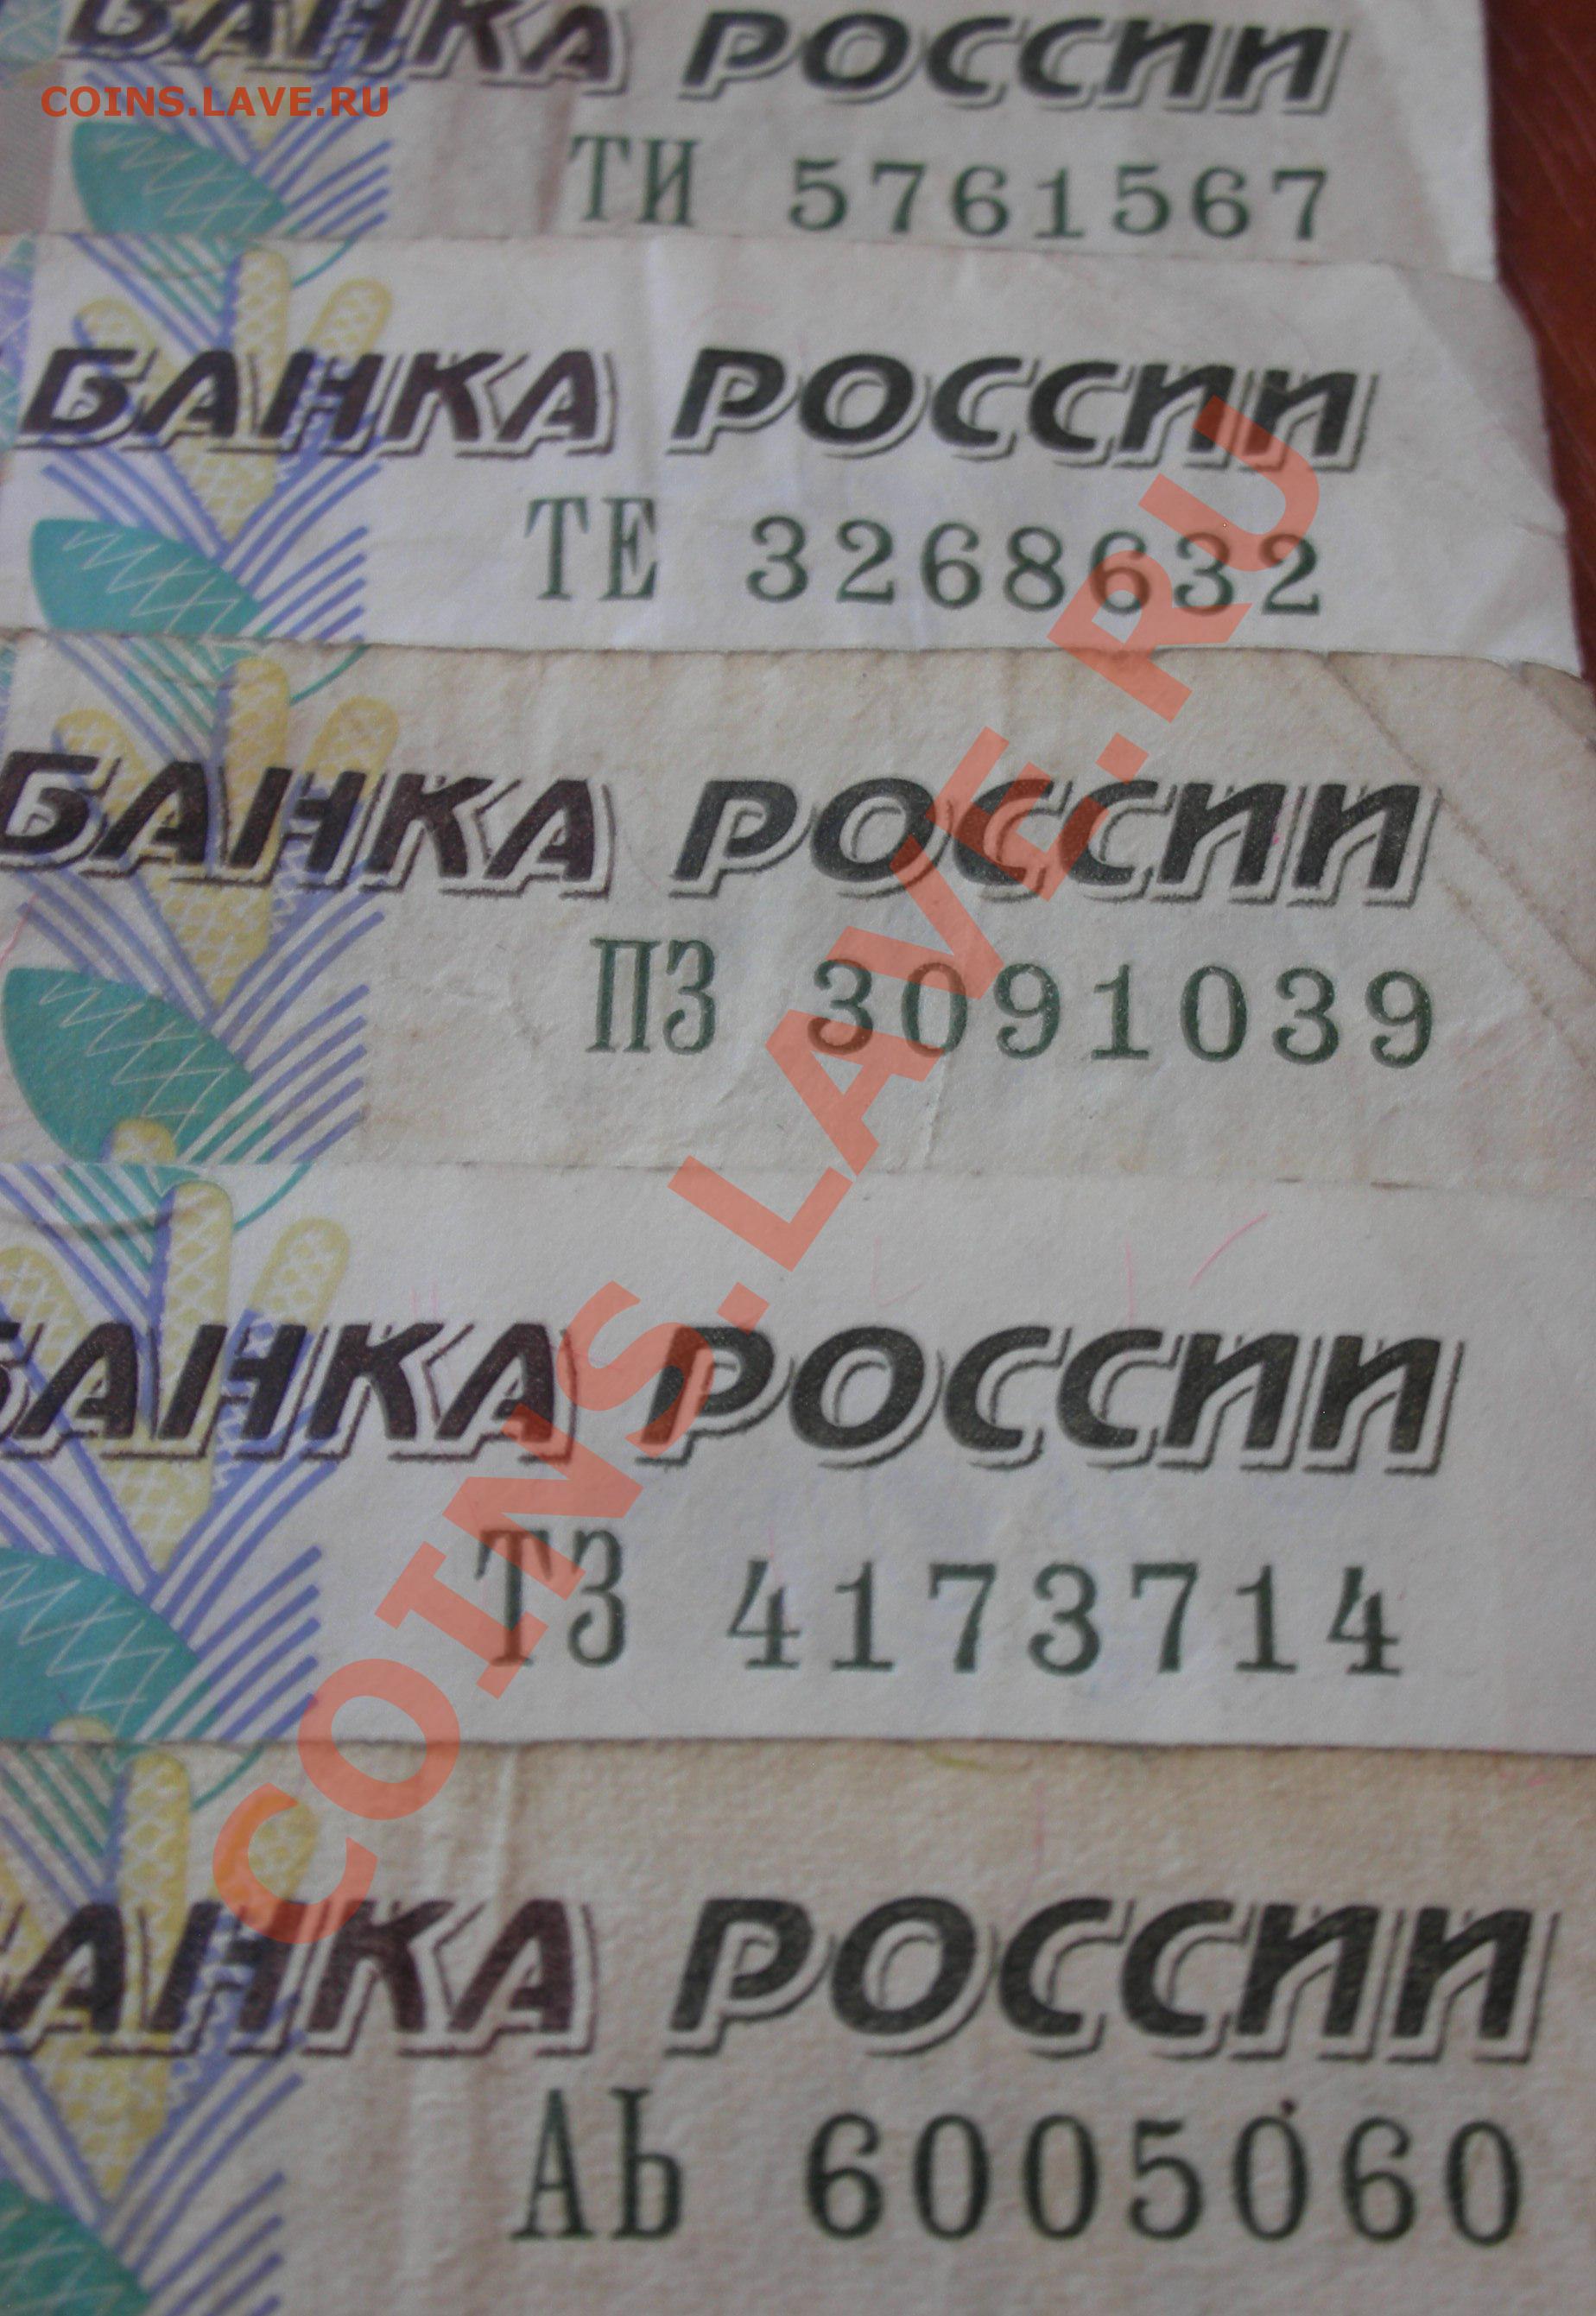 БАНКА РОССИИ
COINS.LAVE.RU
ТИ 5761567
БАНКА РОССИИ
ТЕ 3268632
БАНКА РОССИИ
ПЗ 3091039
БАНКА РОССИИ
ТЗ 4173714
БАНКА РОССИИ
АЬ 6005060
COINS.LAVE.RU